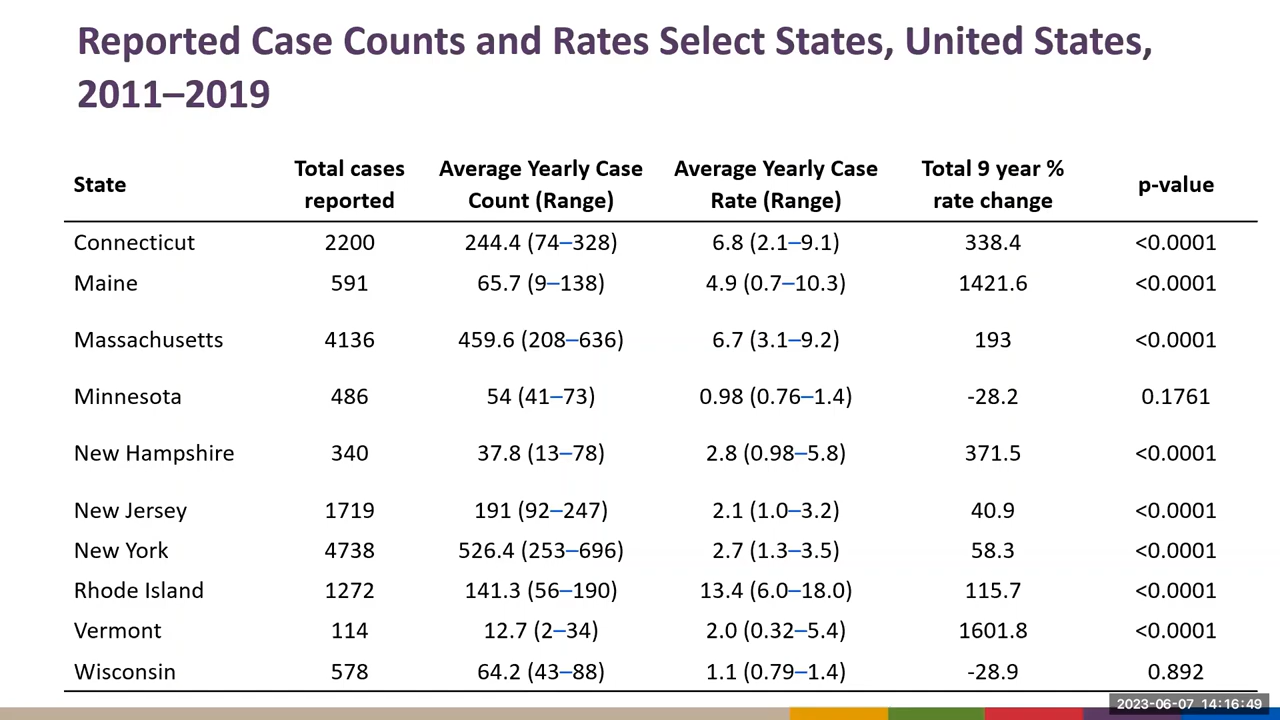 Reported Case Counts and Rates Select States, United States,
2011–2019
State Total cases reported Average Yearly Case Count (Range) Average Yearly Case Rate (Range) Total 9 year % rate change p-value
Connecticut 2200 244.4 (74–328) 6.8 (2.1–9.1) 338.4 <0.0001
Maine 591 65.7 (9–138) 4.9 (0.7–10.3) 1421.6 <0.0001
Massachusetts 4136 459.6 (208–636) 6.7 (3.1–9.2) 193 <0.0001
Minnesota 486 54 (41–73) 0.98 (0.76–1.4) -28.2 0.1761
New Hampshire 340 37.8 (13–78) 2.8 (0.98–5.8) 371.5 <0.0001
New Jersey 1719 191 (92–247) 2.1 (1.0–3.2) 40.9 <0.0001
New York 4738 526.4 (253–696) 2.7 (1.3–3.5) 58.3 <0.0001
Rhode Island 1272 141.3 (56–190) 13.4 (6.0–18.0) 115.7 <0.0001
Vermont 114 12.7 (2–34) 2.0 (0.32–5.4) 1601.8 <0.0001
Wisconsin 578 64.2 (43–88) 1.1 (0.79–1.4) -28.9 0.892
2023-06-07 14:16:49